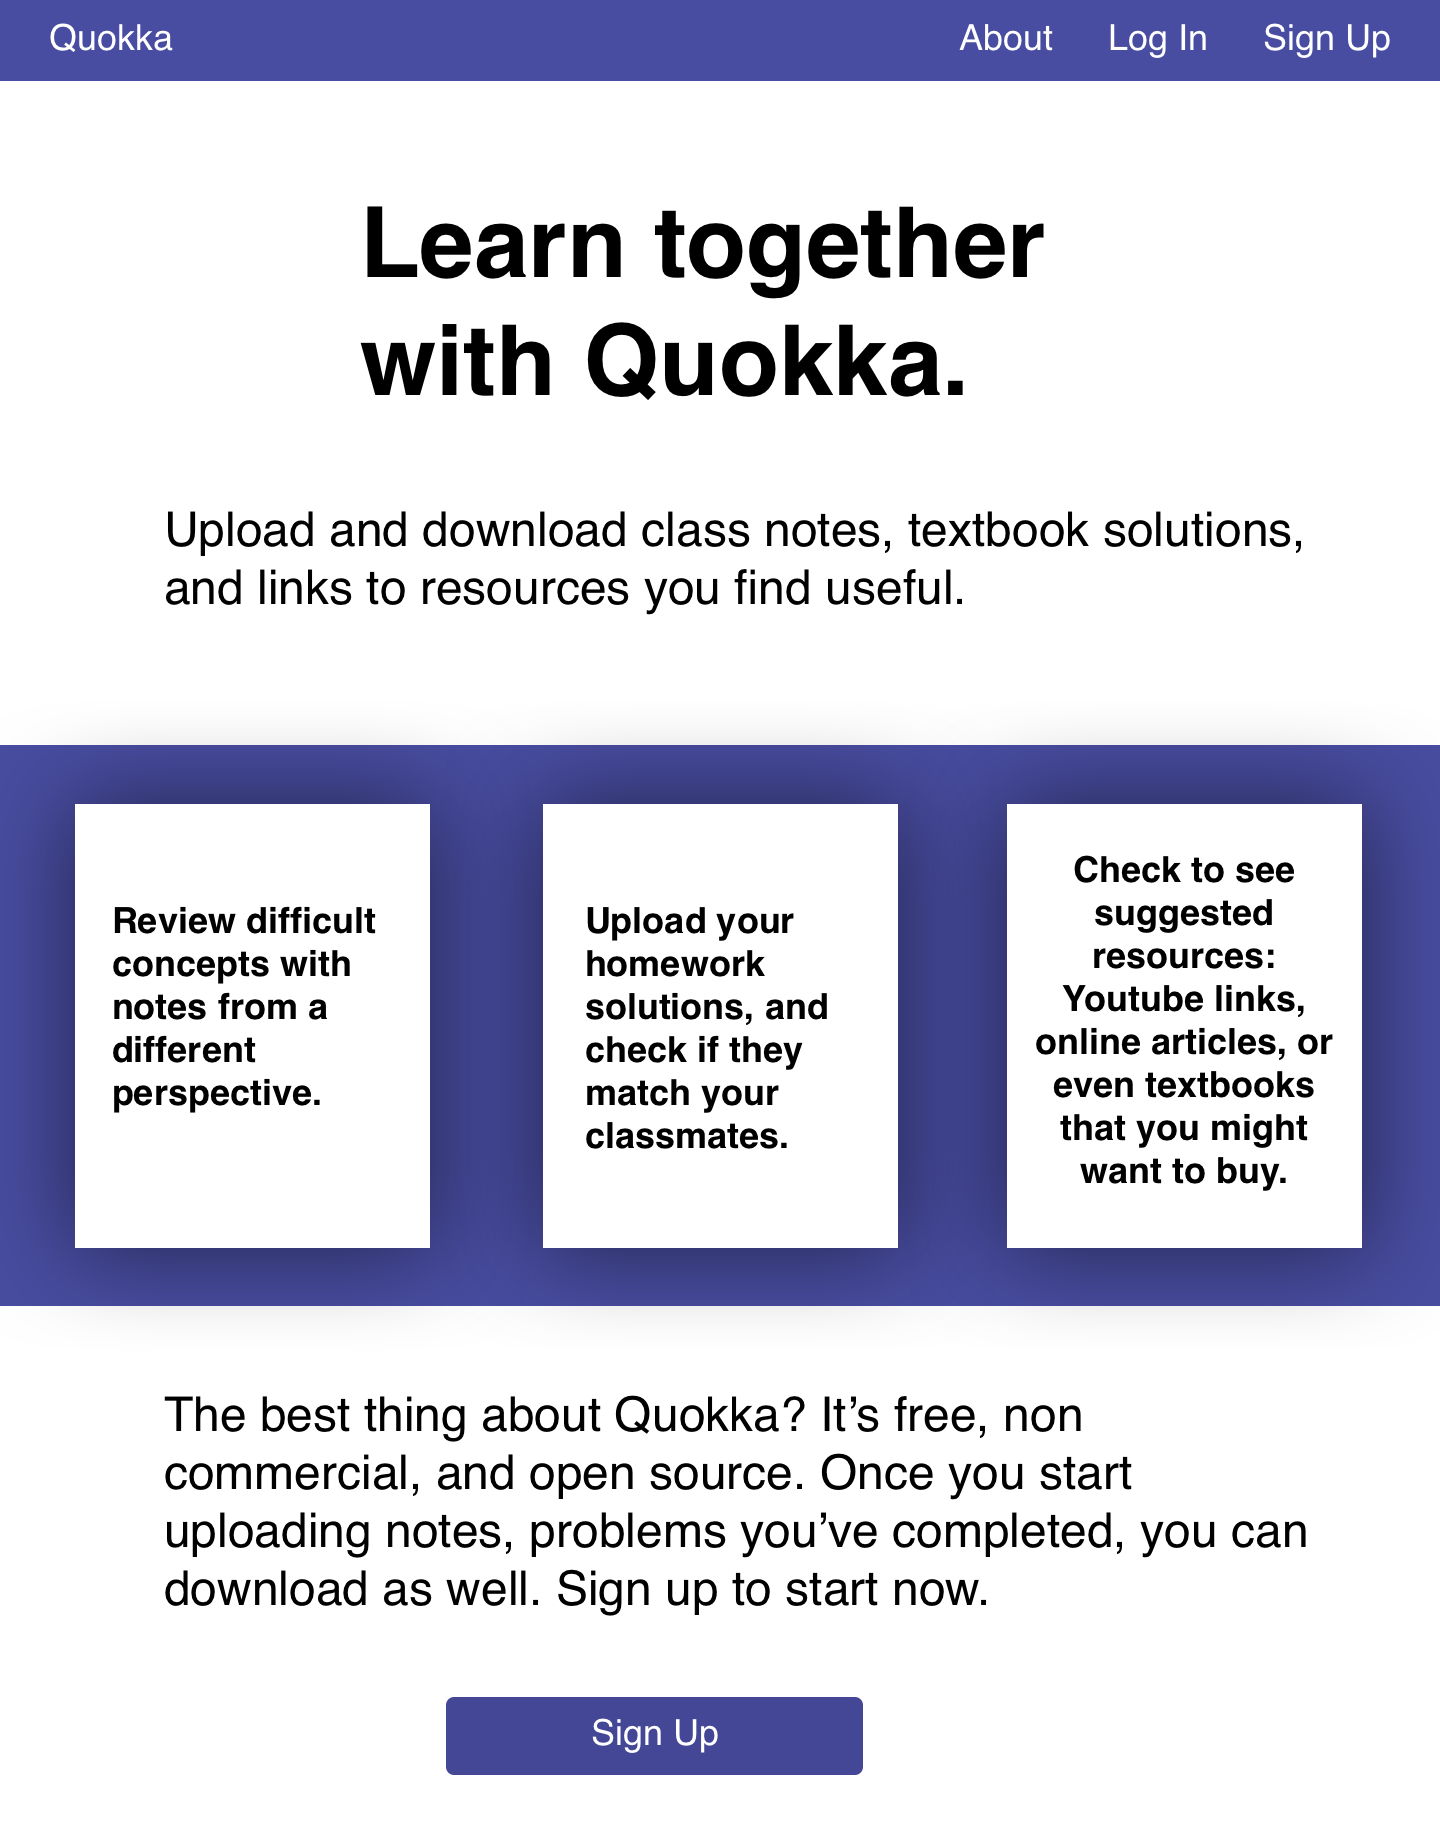 Quokka About Log In Sign Up
Learn together
with Quokka.
Upload and download class notes, textbook solutions,
and links to resources you find useful.
Review difficult
concepts with
notes from a
different
perspective.
Upload your
homework
solutions, and
check if they
match your
classmates.
Check to see
suggested
resources:
Youtube links,
online articles, or
even textbooks
that you might
want to buy.
The best thing about Quokka? It’s free, non
commercial, and open source. Once you start
uploading notes, problems you’ve completed, you can
download as well. Sign up to start now.
Sign Up